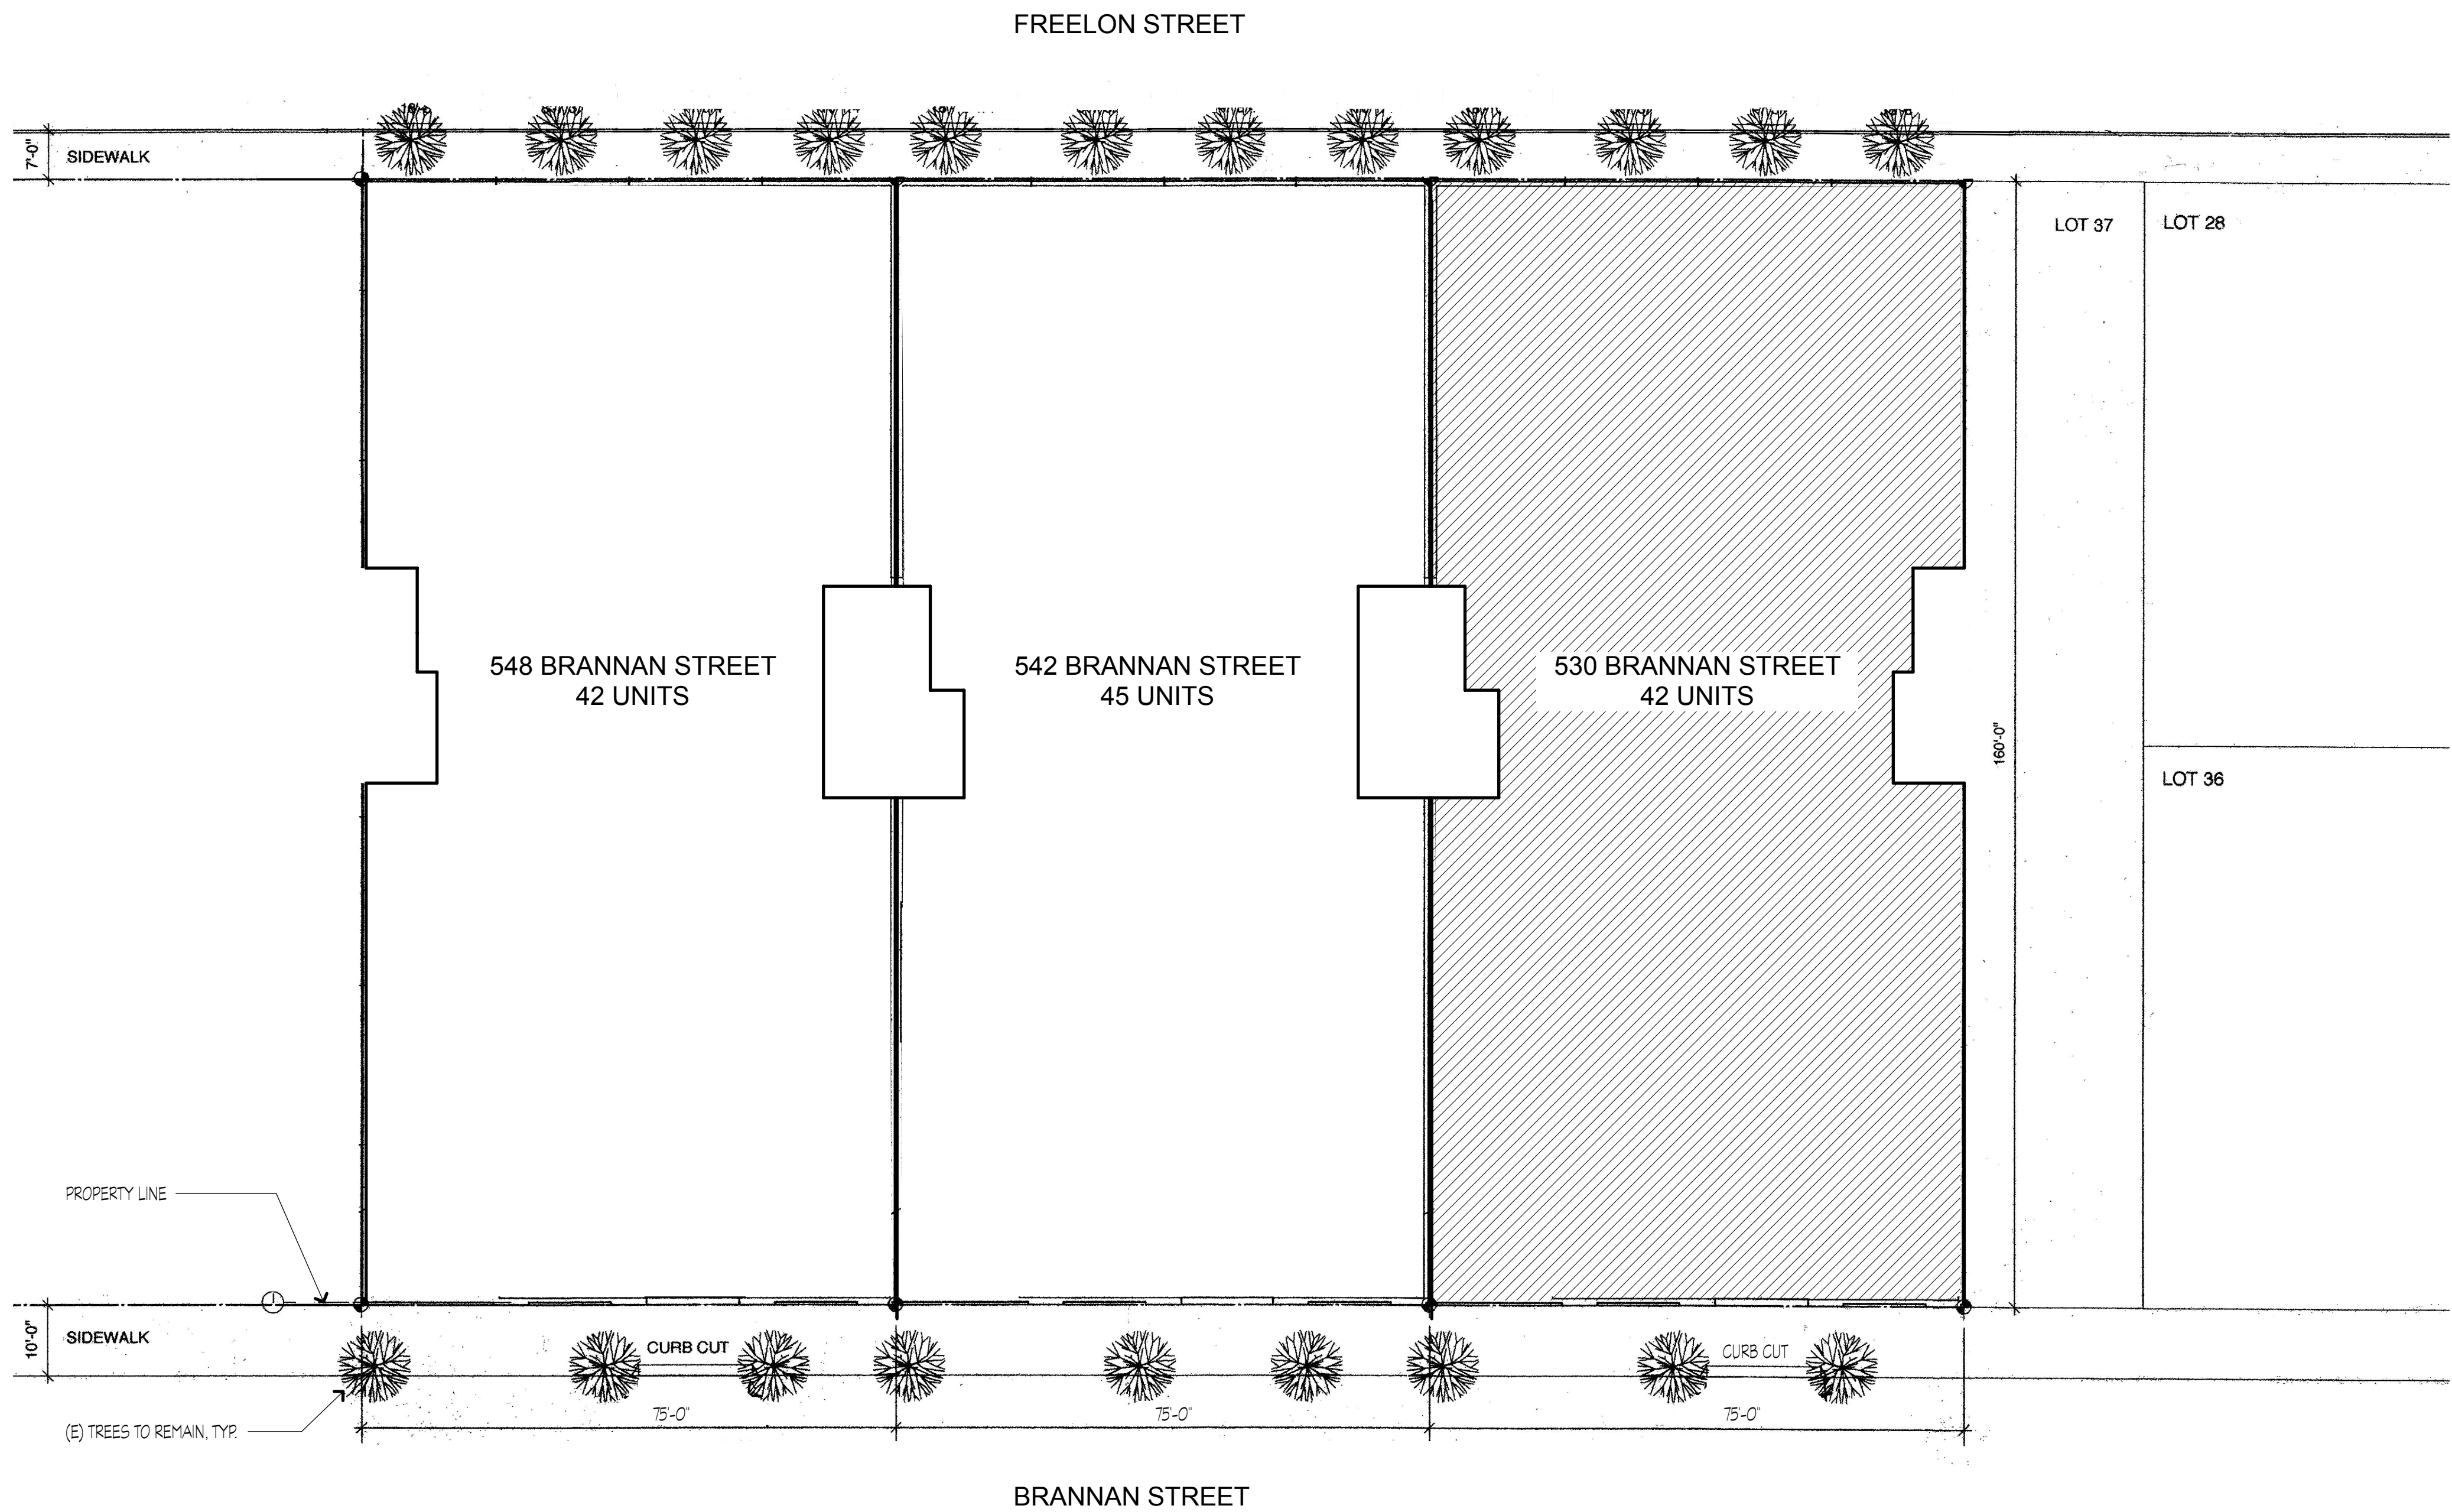 FREELON STREET
7'-0"
SIDEWALK
LOT 37
LOT 28
548 BRANNAN STREET
42 UNITS
542 BRANNAN STREET
45 UNITS
530 BRANNAN STREET
42 UNITS
160'-0"
LOT 36
PROPERTY LINE
10'-0"
SIDEWALK
CURB CUT
CURB CUT
75'-0"
75'-0"
75'-0"
(E) TREES TO REMAIN, TYP.
BRANNAN STREET